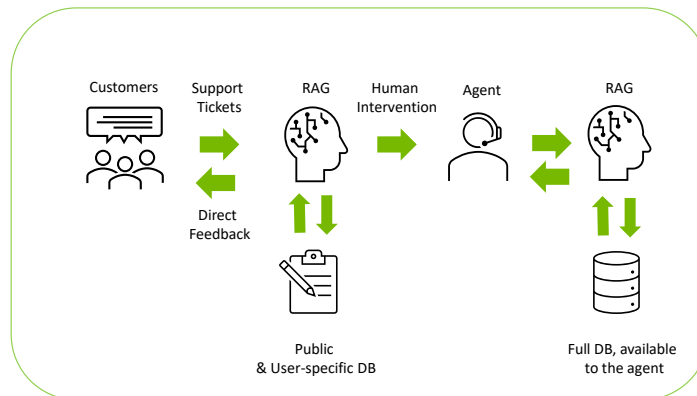 Customers
Support
Tickets
RAG
Human
Intervention
Agent
RAG
Direct
Feedback
Public
& User-specific DB
Full DB, available
to the agent